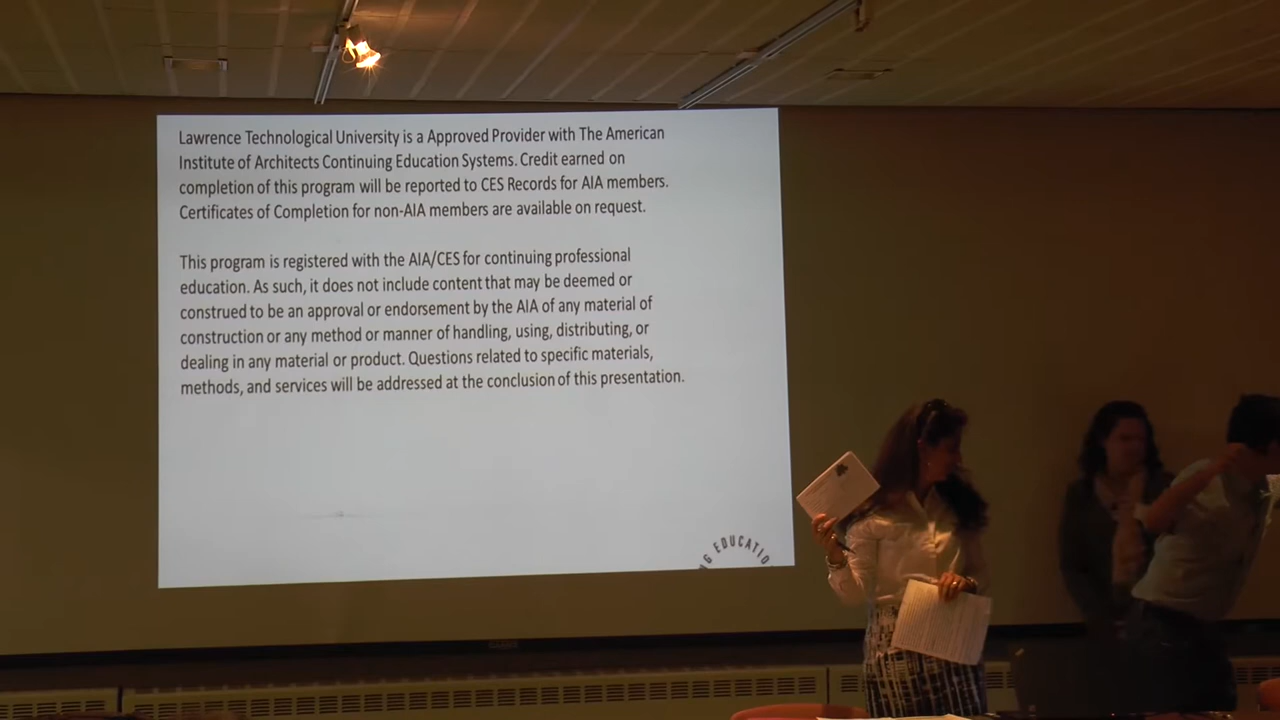 Lawrence Technological University is a Approved Provider with The American
Institute of Architects Continuing Education Systems. Credit earned on
completion of this program will be reported to CES Records for AIA members.
Certificates of Completion for non-AIA members are available on request.
This program is registered with the AIA/CES for continuing professional
education. As such, it does not include content that may be deemed or
construed to be an approval or endorsement by the AIA of any material of
construction or any method or manner of handling, using, distributing, or
dealing in any material or product. Questions related to specific materials,
methods, and services will be addressed at the conclusion of this presentation.
G EDUCATIO